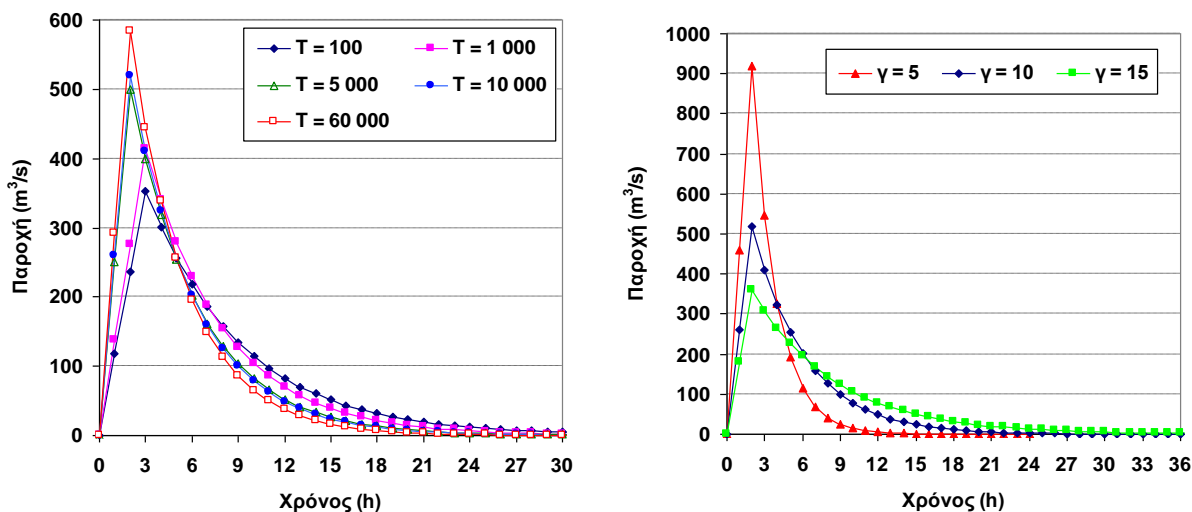 600
500
400
300
200
100
0
Παροχή (m³/s)
T = 100
T = 1 000
T = 5 000
T = 10 000
T = 60 000
0 3 6 9 12 15 18 21 24 27 30
Χρόνος (h)
1000
900
800
700
600
500
400
300
200
100
0
Παροχή (m³/s)
γ = 5 γ = 10 γ = 15
0 3 6 9 12 15 18 21 24 27 30 33 36
Χρόνος (h)